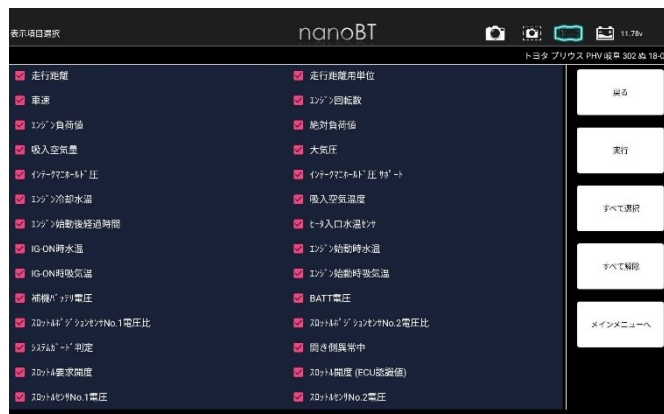 表示項目選択 nanoBT 11.78v
トヨタ プリウス PHV 岐阜 302 ぬ 18-0
走行距離 走行距離用単位
車速 ｴﾝｼﾞﾝ回転数
ｴﾝｼﾞﾝ負荷値 絶対負荷値
吸入空気量 大気圧
ｲﾝﾃｰｸﾏﾆﾎｰﾙﾄﾞ圧 ｲﾝﾃｰｸﾏﾆﾎｰﾙﾄﾞ圧 ｻﾎﾟｰﾄ
ｴﾝｼﾞﾝ冷却水温 吸入空気温度
ｴﾝｼﾞﾝ始動後経過時間 ﾋｰﾀ入口水温ｾﾝｻ
IG-ON時水温 ｴﾝｼﾞﾝ始動時水温
IG-ON時吸気温 ｴﾝｼﾞﾝ始動時吸気温
補機ﾊﾞｯﾃﾘ電圧 BATT電圧
ｽﾛｯﾄﾙﾎﾟｼﾞｼｮﾝｾﾝｻNo.1電圧比 ｽﾛｯﾄﾙﾎﾟｼﾞｼｮﾝｾﾝｻNo.2電圧比
ｼｽﾃﾑｶﾞｰﾄﾞ判定 開き側異常中
ｽﾛｯﾄﾙ要求開度 ｽﾛｯﾄﾙ開度 (ECU認識値)
ｽﾛｯﾄﾙｾﾝｻNo.1電圧 ｽﾛｯﾄﾙｾﾝｻNo.2電圧
戻る
実行
すべて選択
すべて解除
メインメニューへ